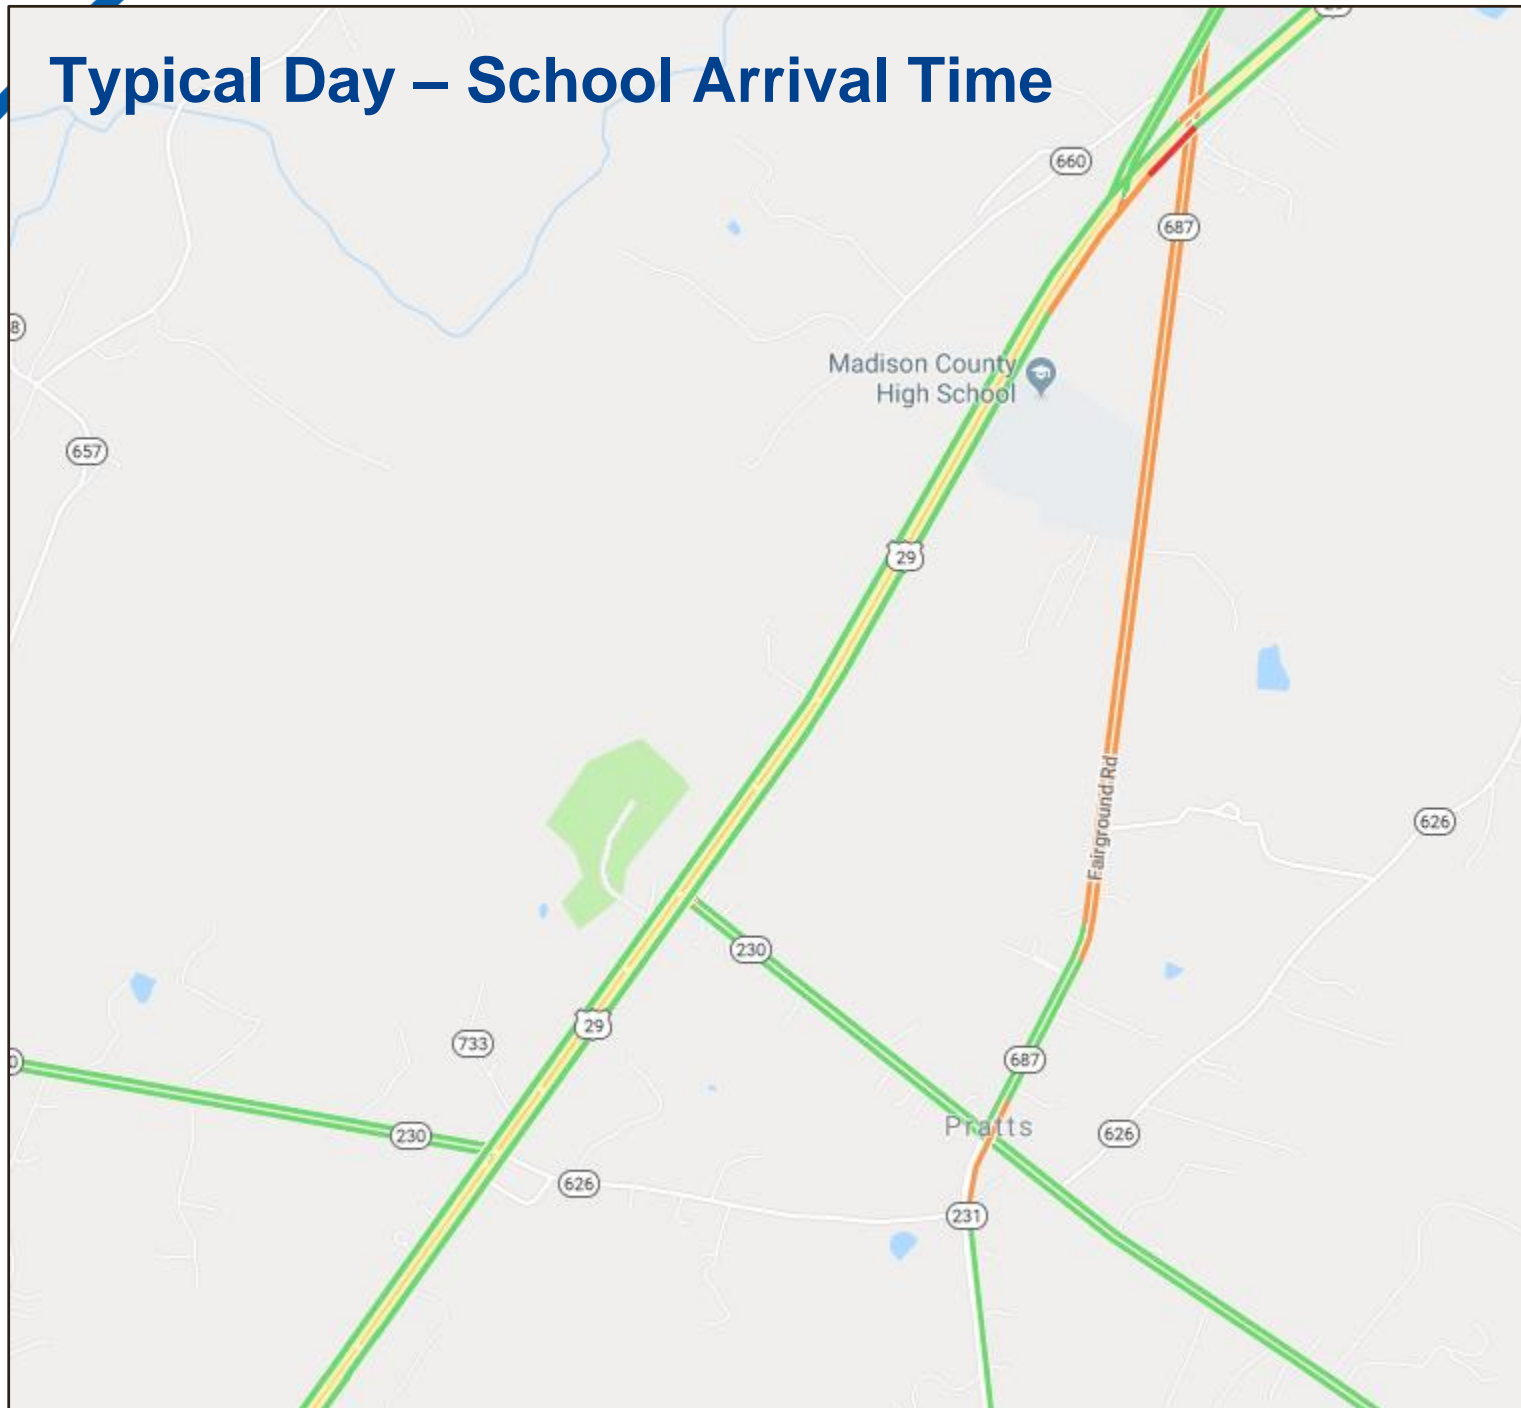 Typical Day – School Arrival Time
660
687
Madison County
High School
657
29
Fairground Rd
626
230
29
733
687
230
Pratts
626
626
231